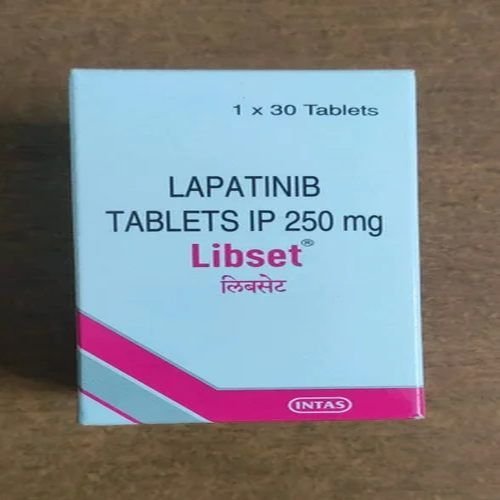 1 x 30 Tablets
LAPATINIB
TABLETS IP 250 mg
Libset®
लिबसेट
INTAS